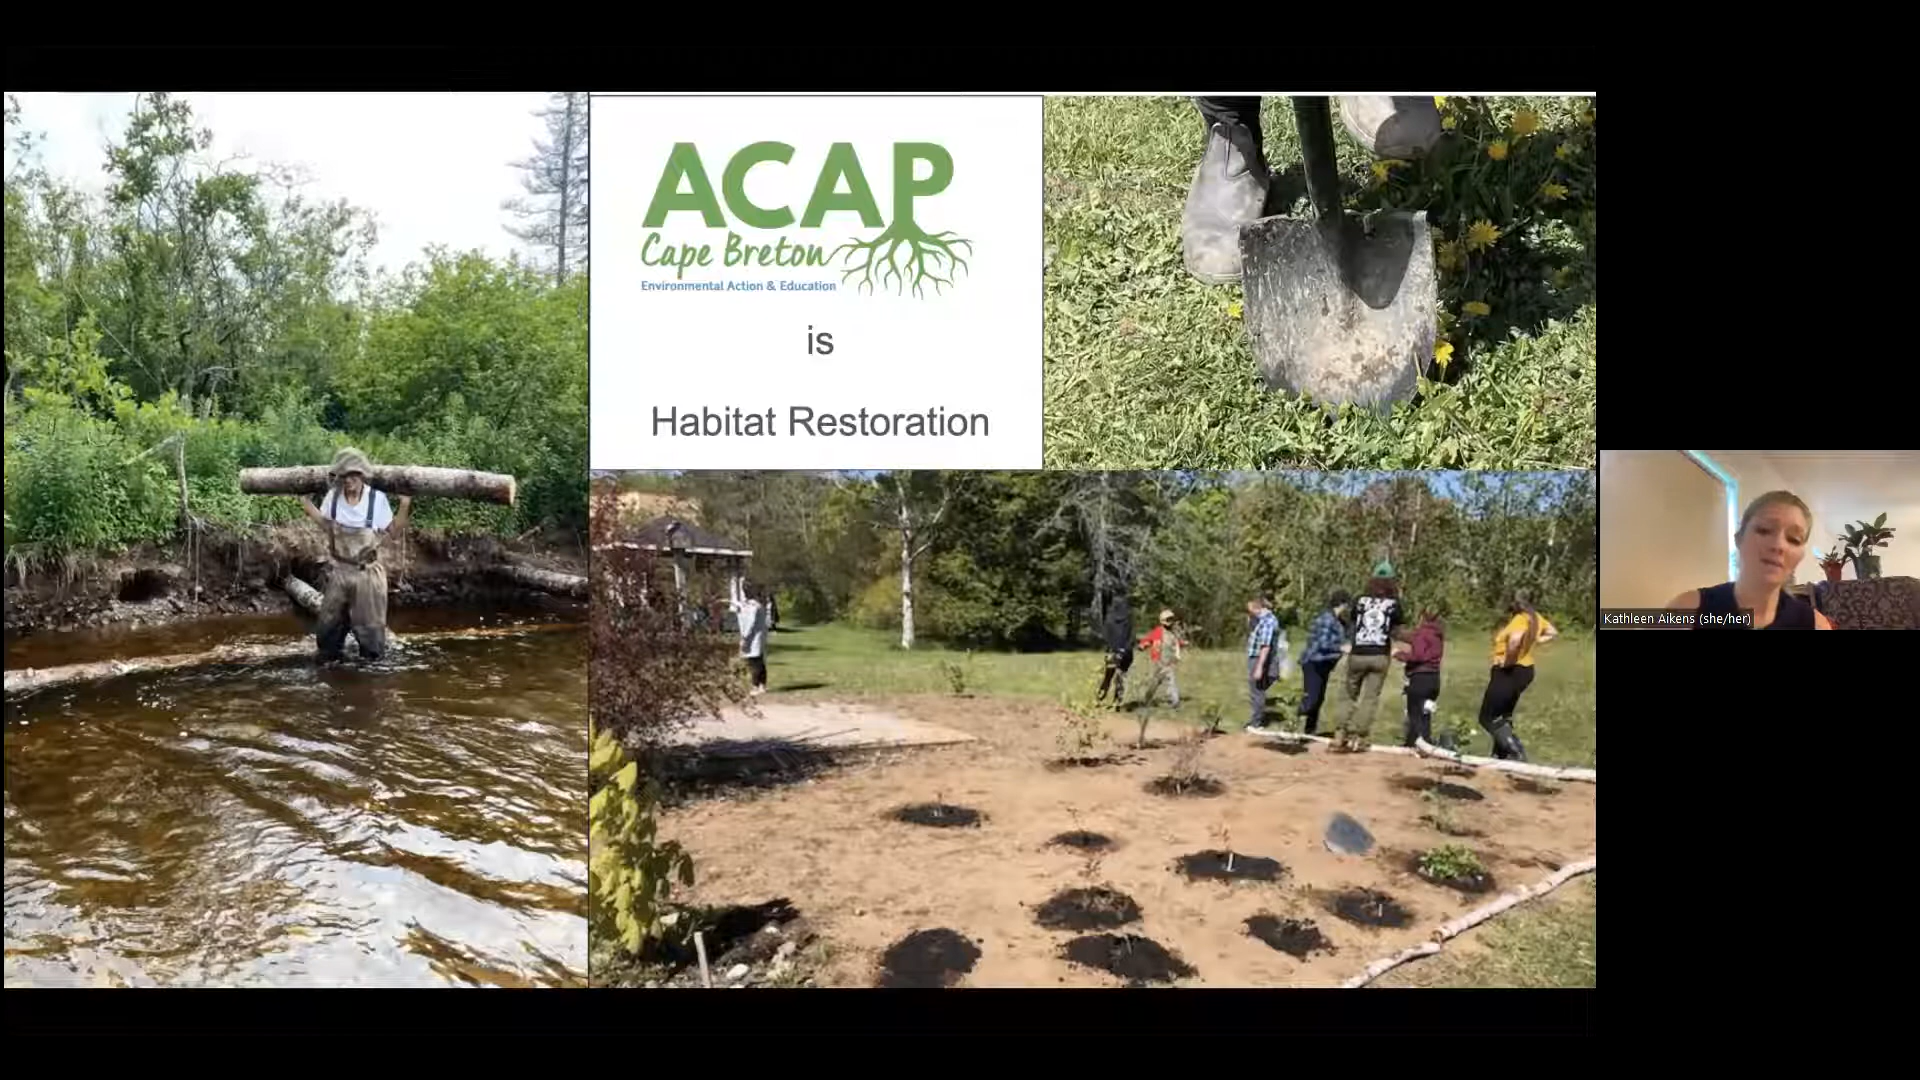 ACAP
Cape Breton
Environmental Action & Education
is
Habitat Restoration
Kathleen Aikens (she/her)